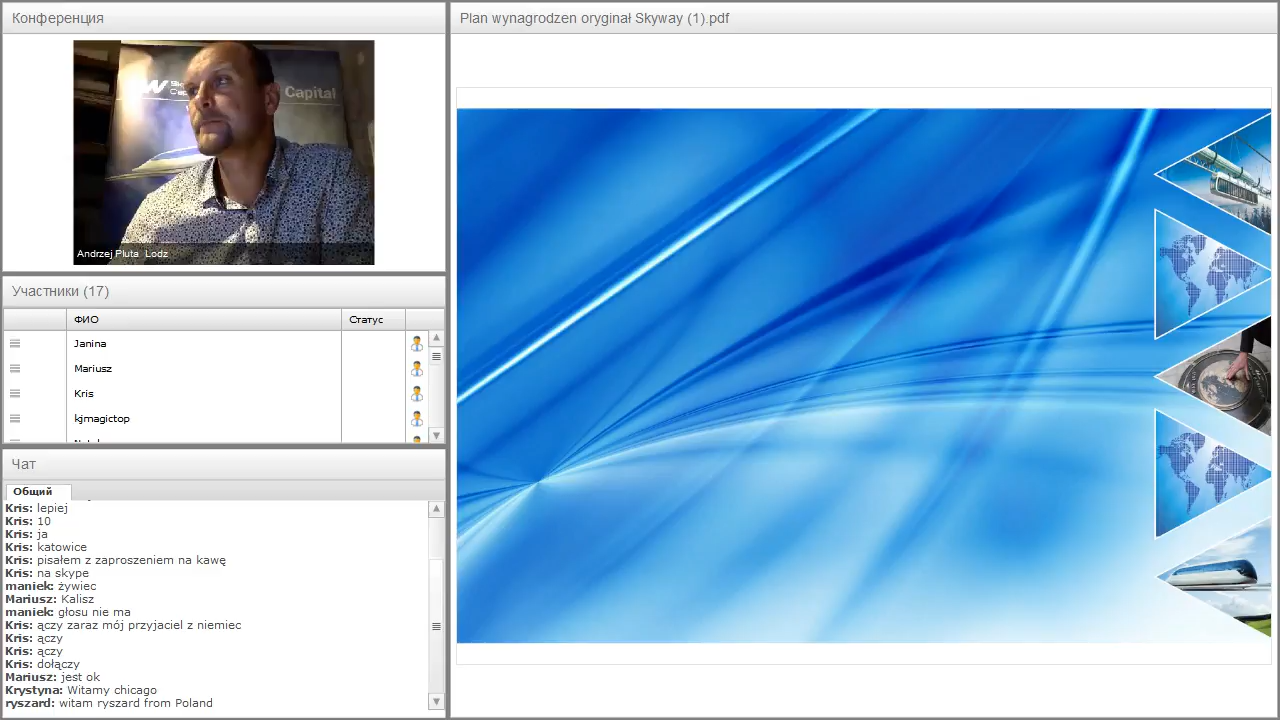 Конференция
Capital
Andrzej Pluta Lodz
Участники (17)
ФИО Статус
Janina
Mariusz
Kris
kjmagictop
Чат
Общий
Kris: lepiej
Kris: 10
Kris: ja
Kris: katowice
Kris: pisałem z zaproszeniem na kawę
Kris: na skype
maniek: żywiec
Mariusz: Kalisz
maniek: głosu nie ma
Kris: ączy zaraz mój przyjaciel z niemiec
Kris: ączy
Kris: ączy
Kris: dołączy
Mariusz: jest ok
Krystyna: Witamy chicago
ryszard: witam ryszard from Poland
Plan wynagrodzen oryginał Skyway (1).pdf